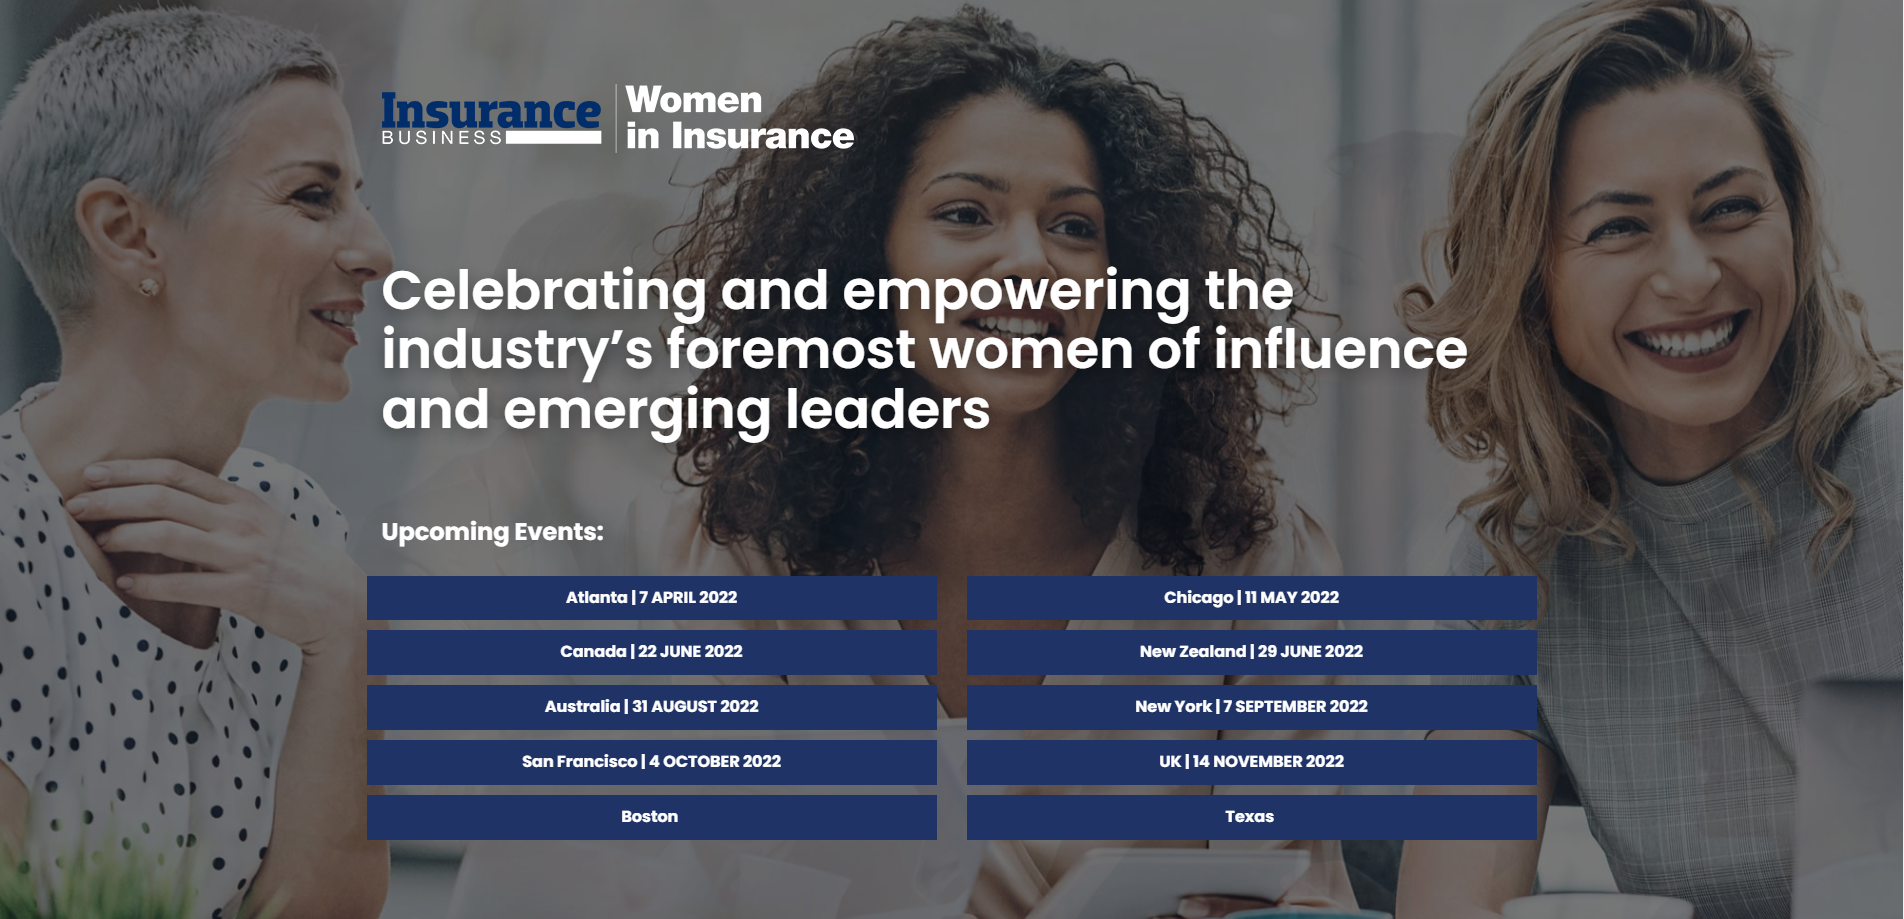 Insurance
BUSINESS
Women
in Insurance
Celebrating and empowering the
industry’s foremost women of influence
and emerging leaders
Upcoming Events:
Atlanta | 7 APRIL 2022
Chicago | 11 MAY 2022
Canada | 22 JUNE 2022
New Zealand | 29 JUNE 2022
Australia | 31 AUGUST 2022
New York | 7 SEPTEMBER 2022
San Francisco | 4 OCTOBER 2022
UK | 14 NOVEMBER 2022
Boston
Texas